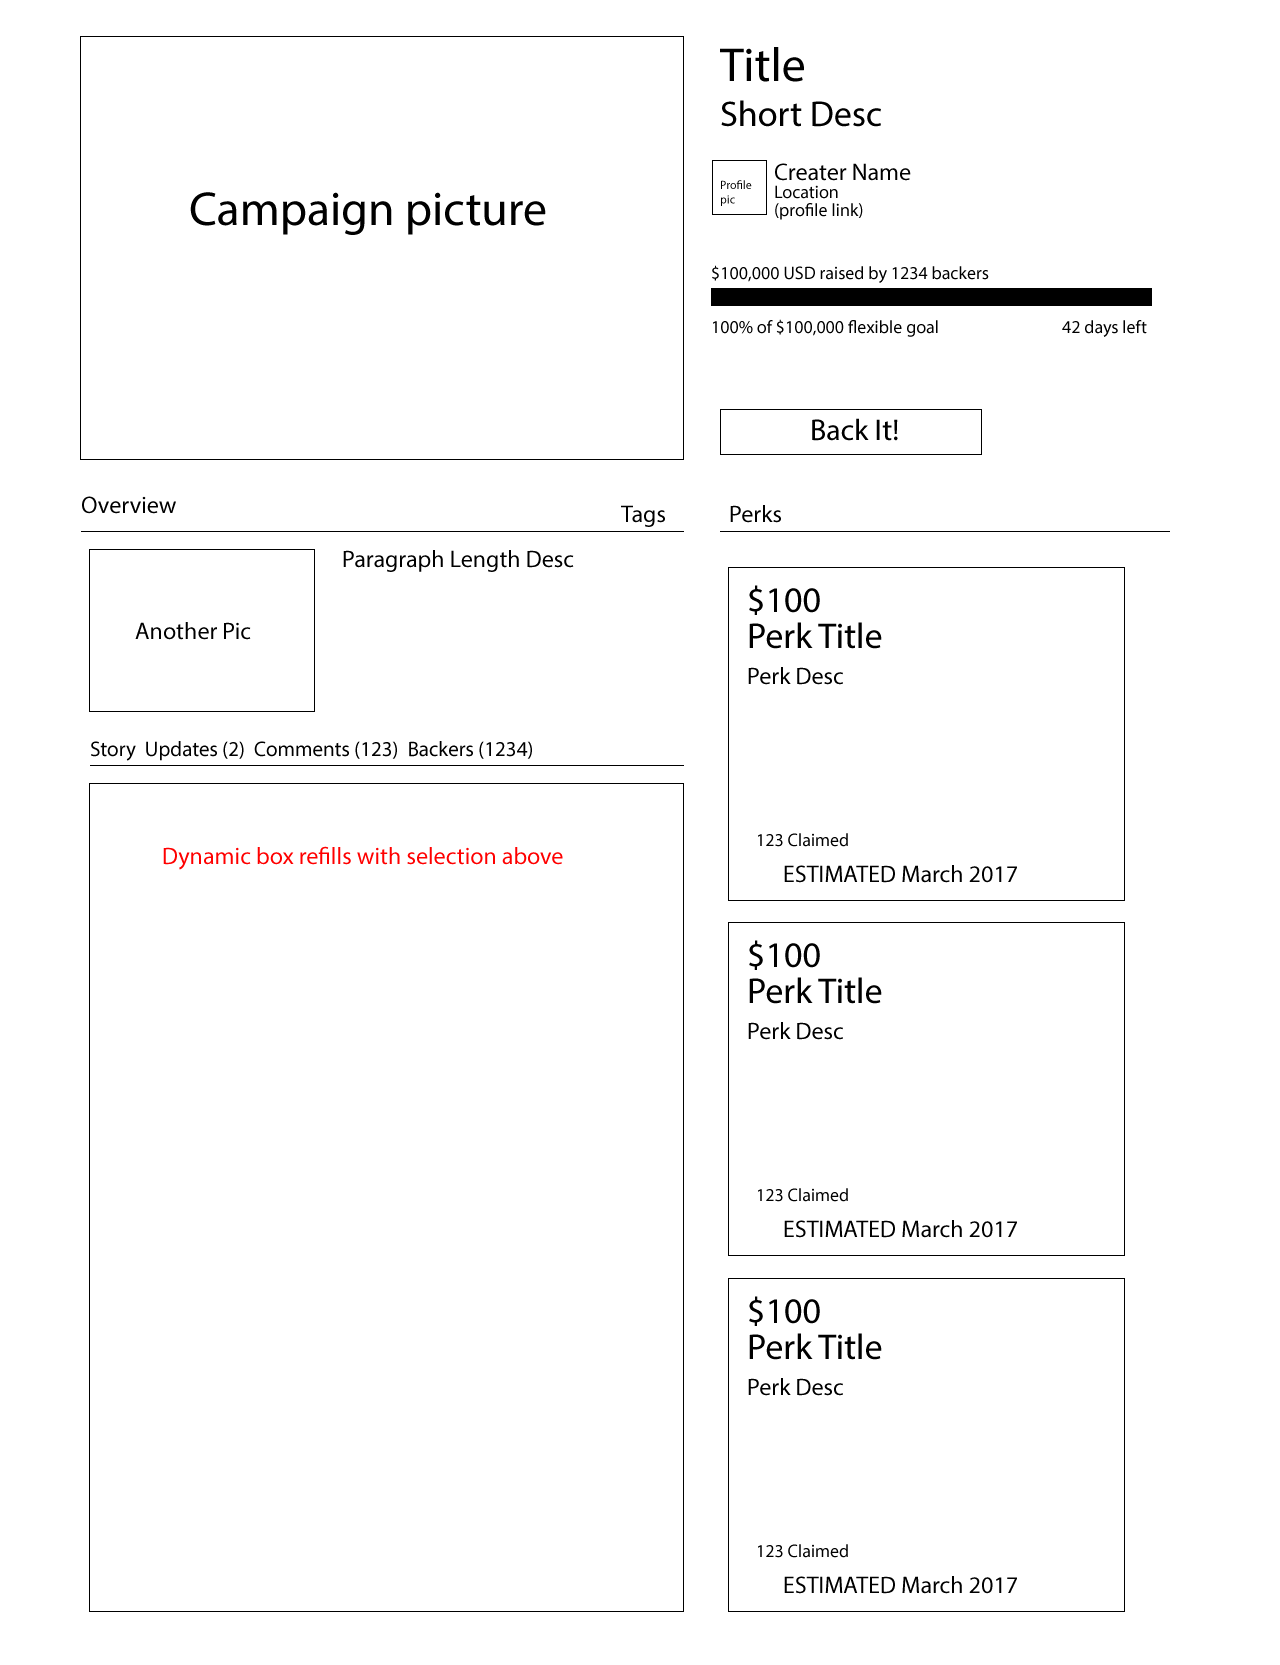 Campaign picture
Title
Short Desc
Profile
pic
Creater Name
Location
(profile link)
$100,000 USD raised by 1234 backers
100% of $100,000 flexible goal
42 days left
Back It!
Overview
Tags
Another Pic
Paragraph Length Desc
Story Updates (2) Comments (123) Backers (1234)
Dynamic box refills with selection above
Perks
$100
Perk Title
Perk Desc
123 Claimed
ESTIMATED March 2017
$100
Perk Title
Perk Desc
123 Claimed
ESTIMATED March 2017
$100
Perk Title
Perk Desc
123 Claimed
ESTIMATED March 2017